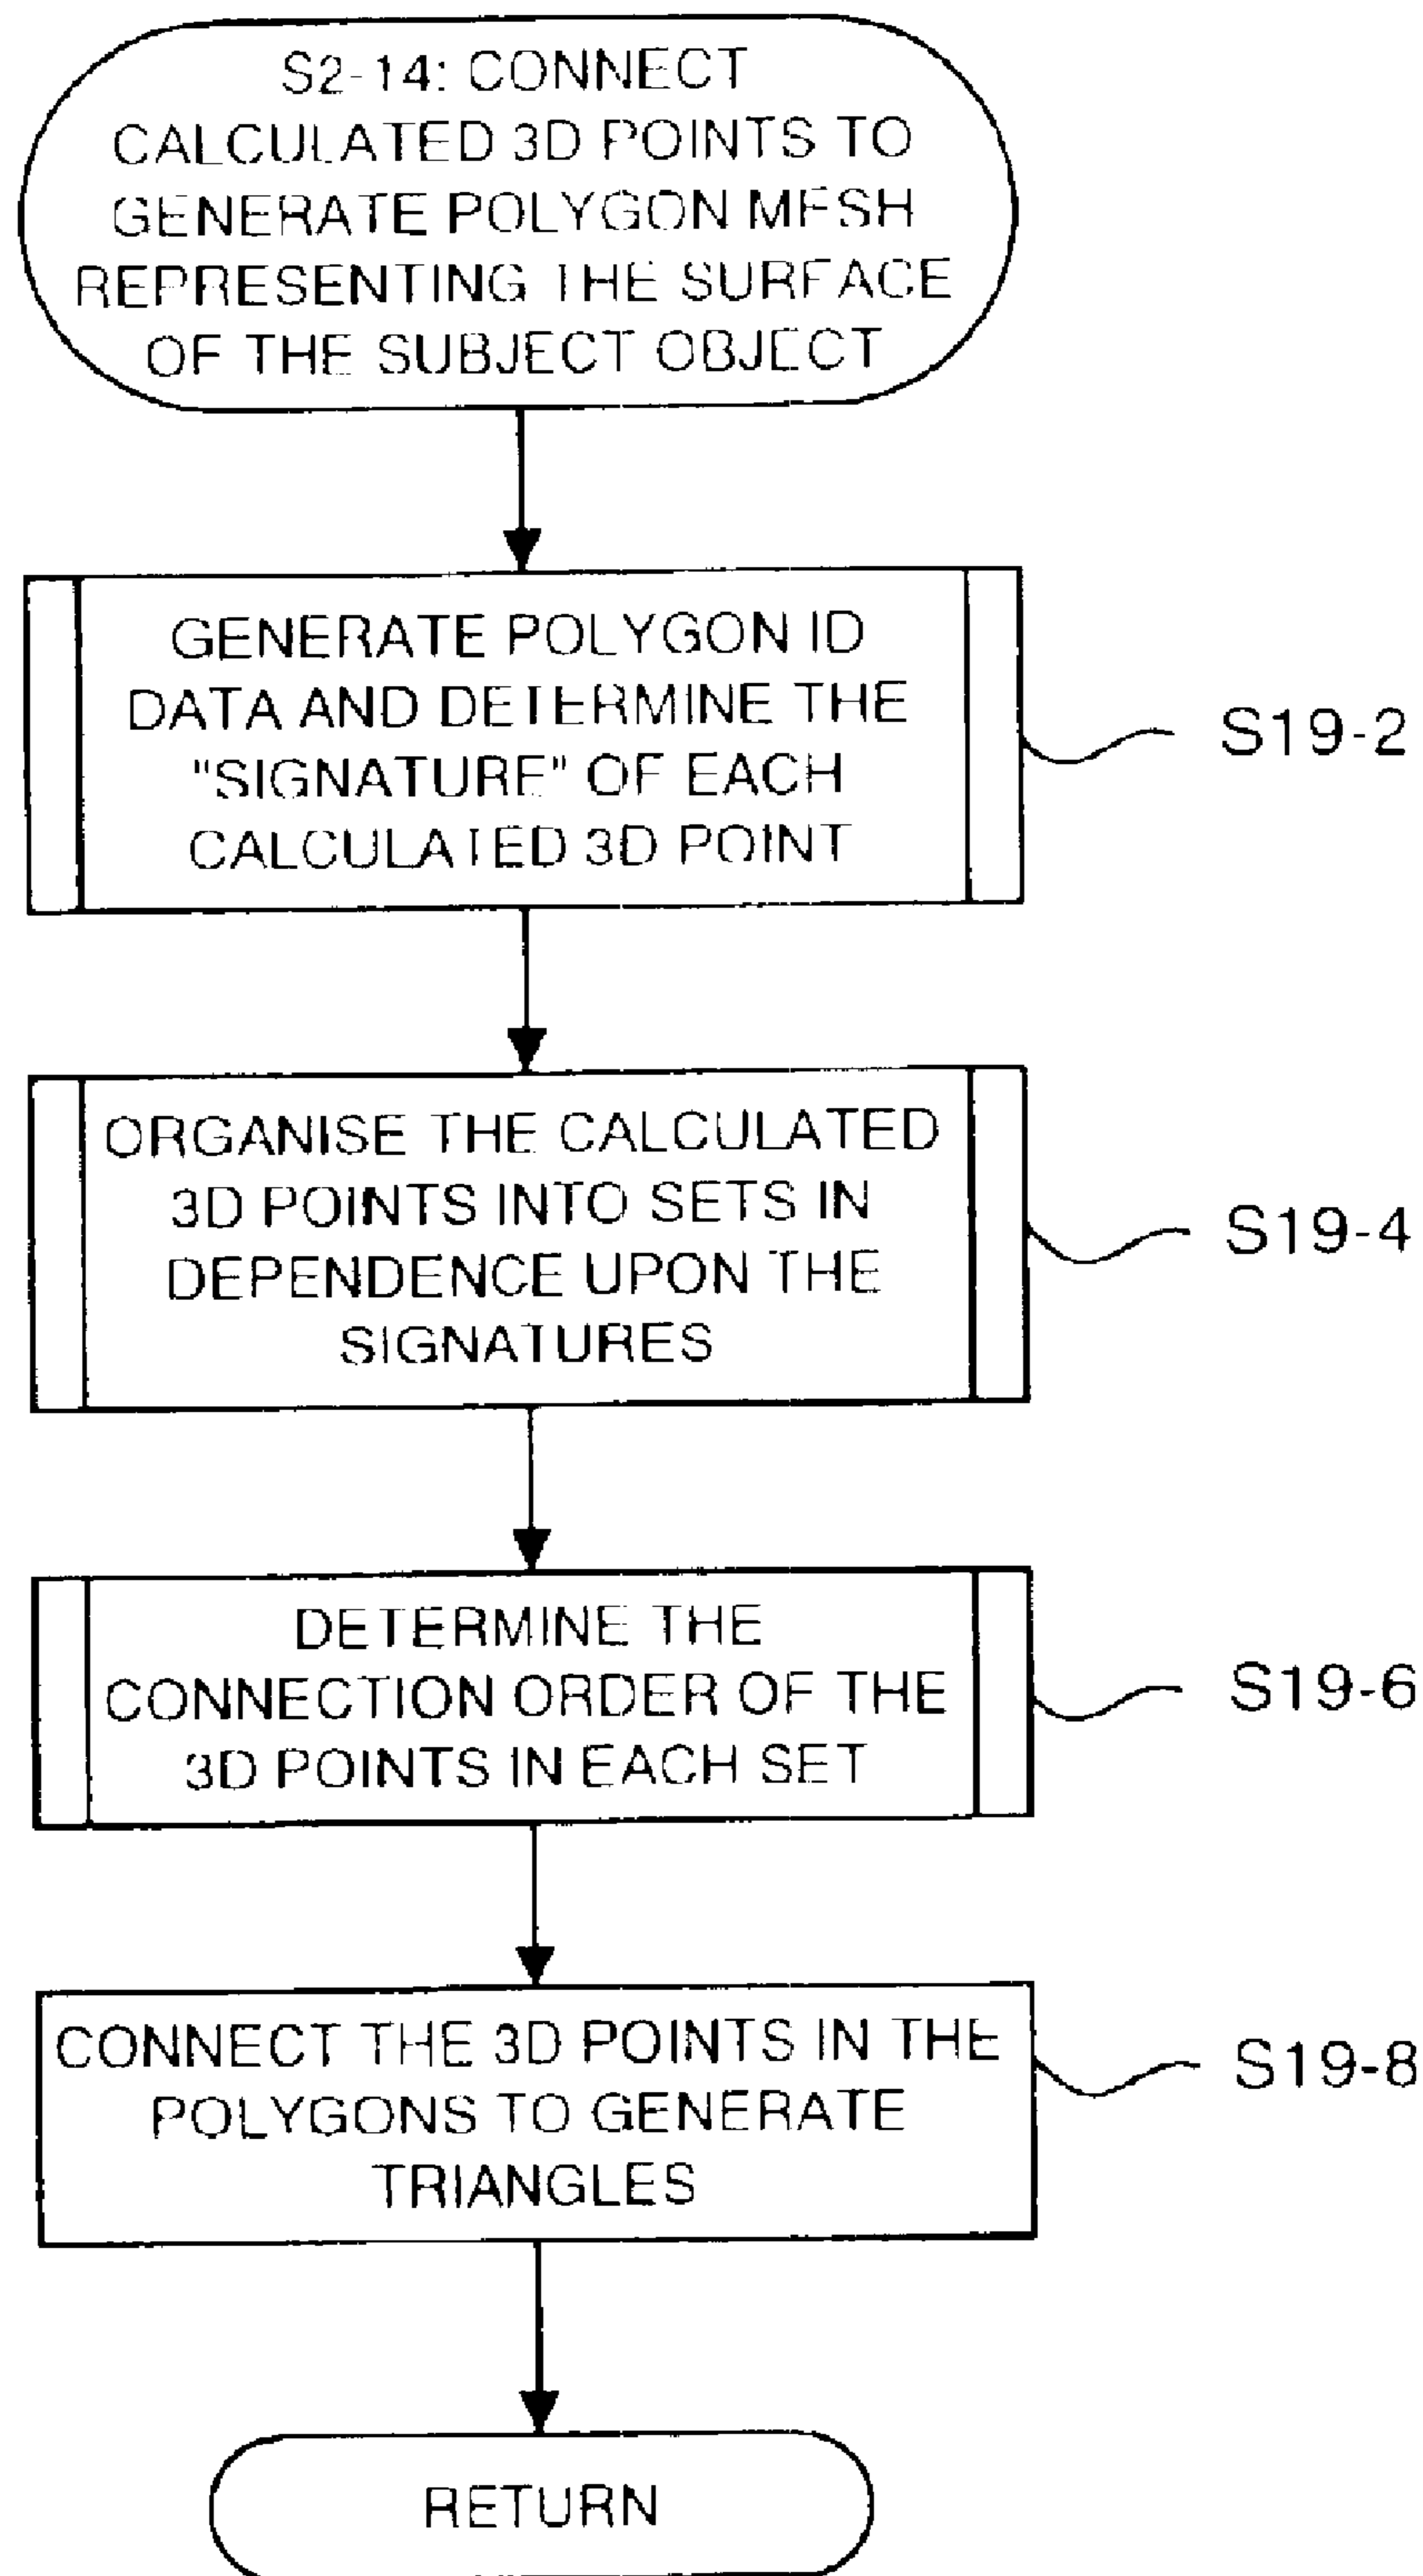 S2-14: CONNECT
CALCULATED 3D POINTS TO
GENERATE POLYGON MESH
REPRESENTING THE SURFACE
OF THE SUBJECT OBJECT
GENERATE POLYGON ID
DATA AND DETERMINE THE
"SIGNATURE" OF EACH
CALCULATED 3D POINT
S19-2
ORGANISE THE CALCULATED
3D POINTS INTO SETS IN
DEPENDENCE UPON THE
SIGNATURES
S19-4
DETERMINE THE
CONNECTION ORDER OF THE
3D POINTS IN EACH SET
S19-6
CONNECT THE 3D POINTS IN THE
POLYGONS TO GENERATE
TRIANGLES
S19-8
RETURN